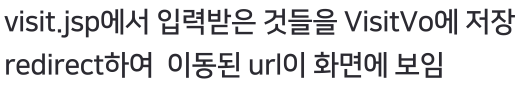 visit.jsp에서 입력받은 것들을 VisitVo에 저장
redirect하여 이동된 url이 화면에 보임